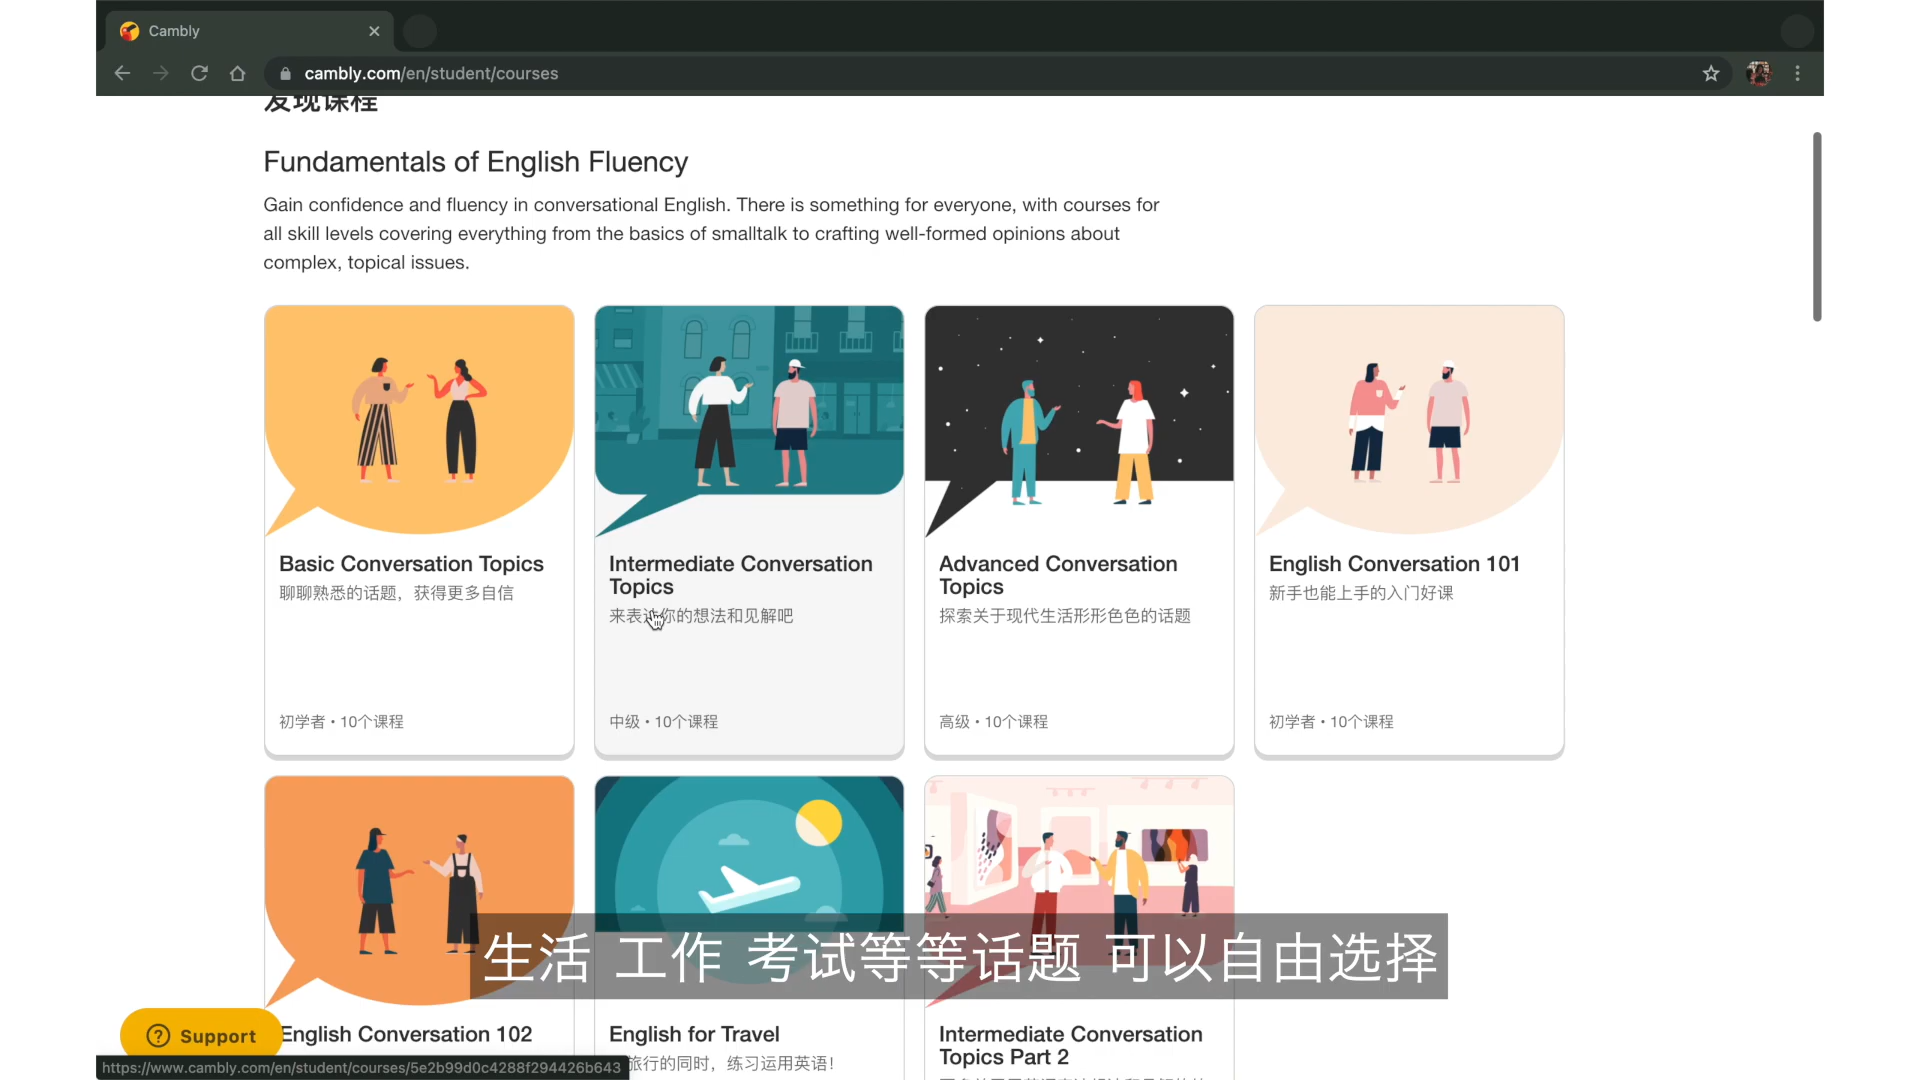 Cambly
cambly.com/en/student/courses
发现课程
Fundamentals of English Fluency
Gain confidence and fluency in conversational English. There is something for everyone, with courses for
all skill levels covering everything from the basics of smalltalk to crafting well-formed opinions about
complex, topical issues.
Basic Conversation Topics
聊聊熟悉的话题，获得更多自信
初学者 • 10个课程
Intermediate Conversation
Topics
来表达你的想法和见解吧
中级 • 10个课程
Advanced Conversation
Topics
探索关于现代生活形形色色的话题
高级 • 10个课程
English Conversation 101
新手也能上手的入门好课
初学者 • 10个课程
生活 工作 考试等等话题 可以自由选择
English Conversation 102
English for Travel
旅行的同时，练习运用英语！
Intermediate Conversation
Topics Part 2
Support
https://www.cambly.com/en/student/courses/5e2b99d0c4288f294426b643